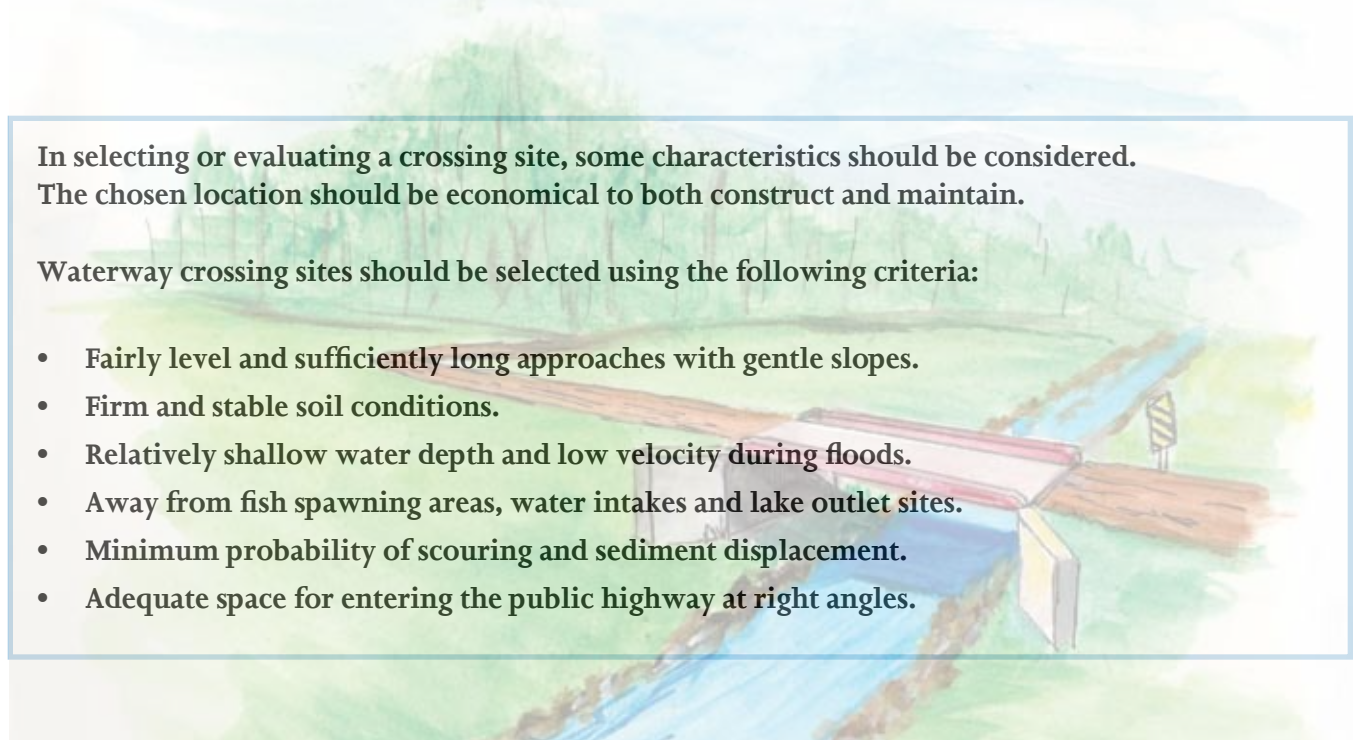 In selecting or evaluating a crossing site, some characteristics should be considered.
The chosen location should be economical to both construct and maintain.
Waterway crossing sites should be selected using the following criteria:
• Fairly level and sufficiently long approaches with gentle slopes.
• Firm and stable soil conditions.
• Relatively shallow water depth and low velocity during floods.
• Away from fish spawning areas, water intakes and lake outlet sites.
• Minimum probability of scouring and sediment displacement.
• Adequate space for entering the public highway at right angles.